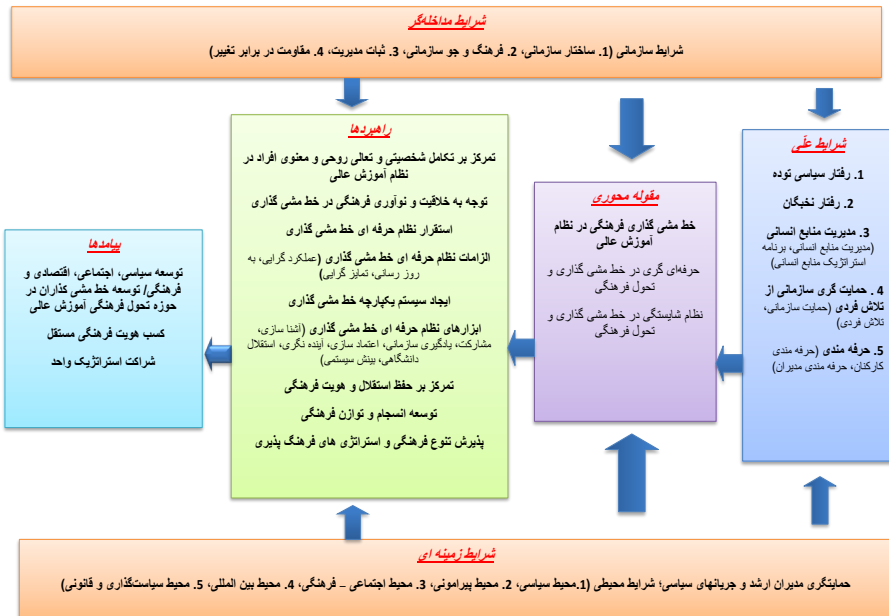 شرایط مداخله‌گر
شرایط سازمانی (1. ساختار سازمانی، 2. فرهنگ و جو سازمانی، 3. ثبات مدیریت، 4. مقاومت در برابر تغییر)
شرایط علّی
1. رفتار سیاسی توده
2. رفتار نخبگان
3. مدیریت منابع انسانی
(مدیریت منابع انسانی، برنامه
استراتژیک منابع انسانی)
4. حمایت گری سازمانی از
تلاش فردی (حمایت سازمانی،
تلاش فردی)
5. حرفه مندی (حرفه مندی
کارکنان، حرفه مندی مدیران)
مقوله محوری
خط مشی گذاری فرهنگی در نظام
آموزش عالی
حرفه‌ای گری در خط مشی گذاری و
تحول فرهنگی
نظام شایستگی در خط مشی گذاری و
تحول فرهنگی
راهبردها
تمرکز بر تکامل شخصیتی و تعالی روحی و معنوی افراد در
نظام آموزش عالی
توجه به خلاقیت و نوآوری فرهنگی در خط مشی گذاری
استقرار نظام حرفه ای خط مشی گذاری
الزامات نظام حرفه ای خط مشی گذاری (عملکرد گرایی، به
روز رسانی، تمایز گرایی)
ایجاد سیستم یکپارچه خط مشی گذاری
ابزارهای نظام حرفه ای خط مشی گذاری (آشنا سازی،
مشارکت، یادگیری سازمانی، اعتماد سازی، آینده نگری، استقلال
دانشگاهی، بینش سیستمی)
تمرکز بر حفظ استقلال و هویت فرهنگی
توسعه انسجام و توازن فرهنگی
پذیرش تنوع فرهنگی و استراتژی های فرهنگ پذیری
پیامدها
توسعه سیاسی، اجتماعی، اقتصادی و
فرهنگی/ توسعه خط مشی گذاران در
حوزه تحول فرهنگی آموزش عالی
کسب هویت فرهنگی مستقل
شراکت استراتژیک واحد
شرایط زمینه ای
حمایتگری مدیران ارشد و جریانهای سیاسی؛ شرایط محیطی (1.محیط سیاسی، 2. محیط پیرامونی، 3. محیط اجتماعی – فرهنگی، 4. محیط بین المللی، 5. محیط سیاست‌گذاری و قانونی)